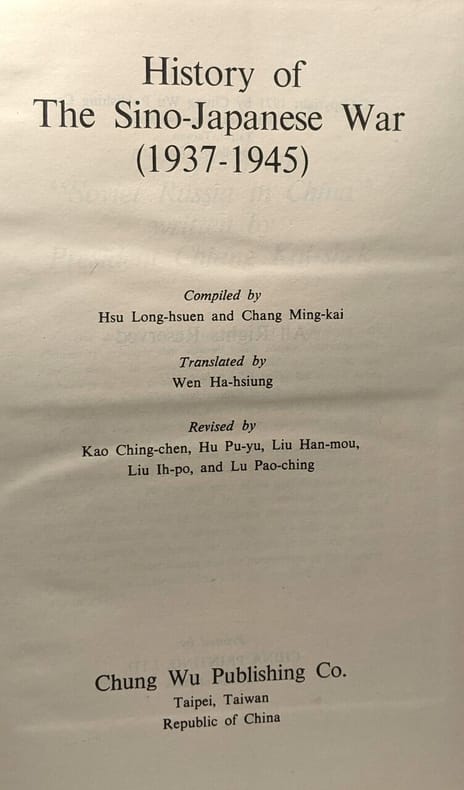 History of
The Sino-Japanese War
(1937-1945)
Compiled by
Hsu Long-hsuen and Chang Ming-kai
Translated by
Wen Ha-hsiung
Revised by
Kao Ching-chen, Hu Pu-yu, Liu Han-mou,
Liu Ih-po, and Lu Pao-ching
Chung Wu Publishing Co.
Taipei, Taiwan
Republic of China